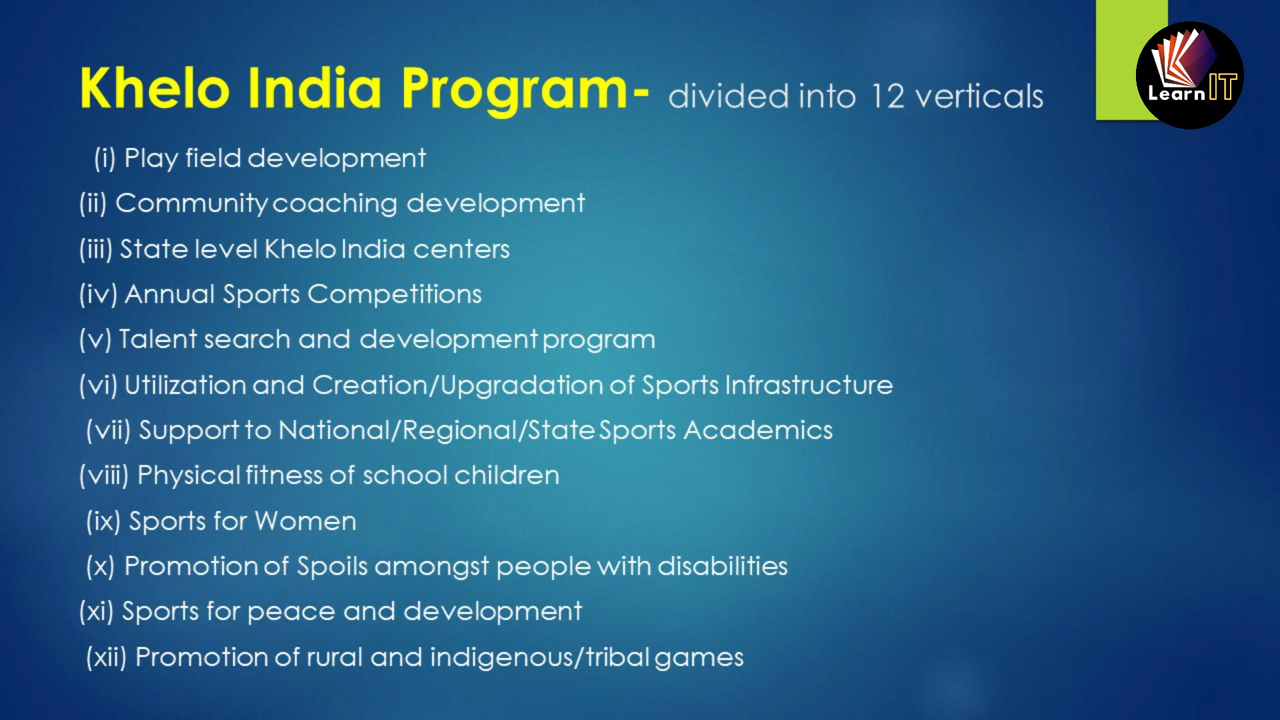 Khelo India Program- divided into 12 verticals
Learn IT
(i) Play field development
(ii) Community coaching development
(iii) State level Khelo India centers
(iv) Annual Sports Competitions
(v) Talent search and development program
(vi) Utilization and Creation/Upgradation of Sports Infrastructure
(vii) Support to National/Regional/State Sports Academics
(viii) Physical fitness of school children
(ix) Sports for Women
(x) Promotion of Spoils amongst people with disabilities
(xi) Sports for peace and development
(xii) Promotion of rural and indigenous/tribal games